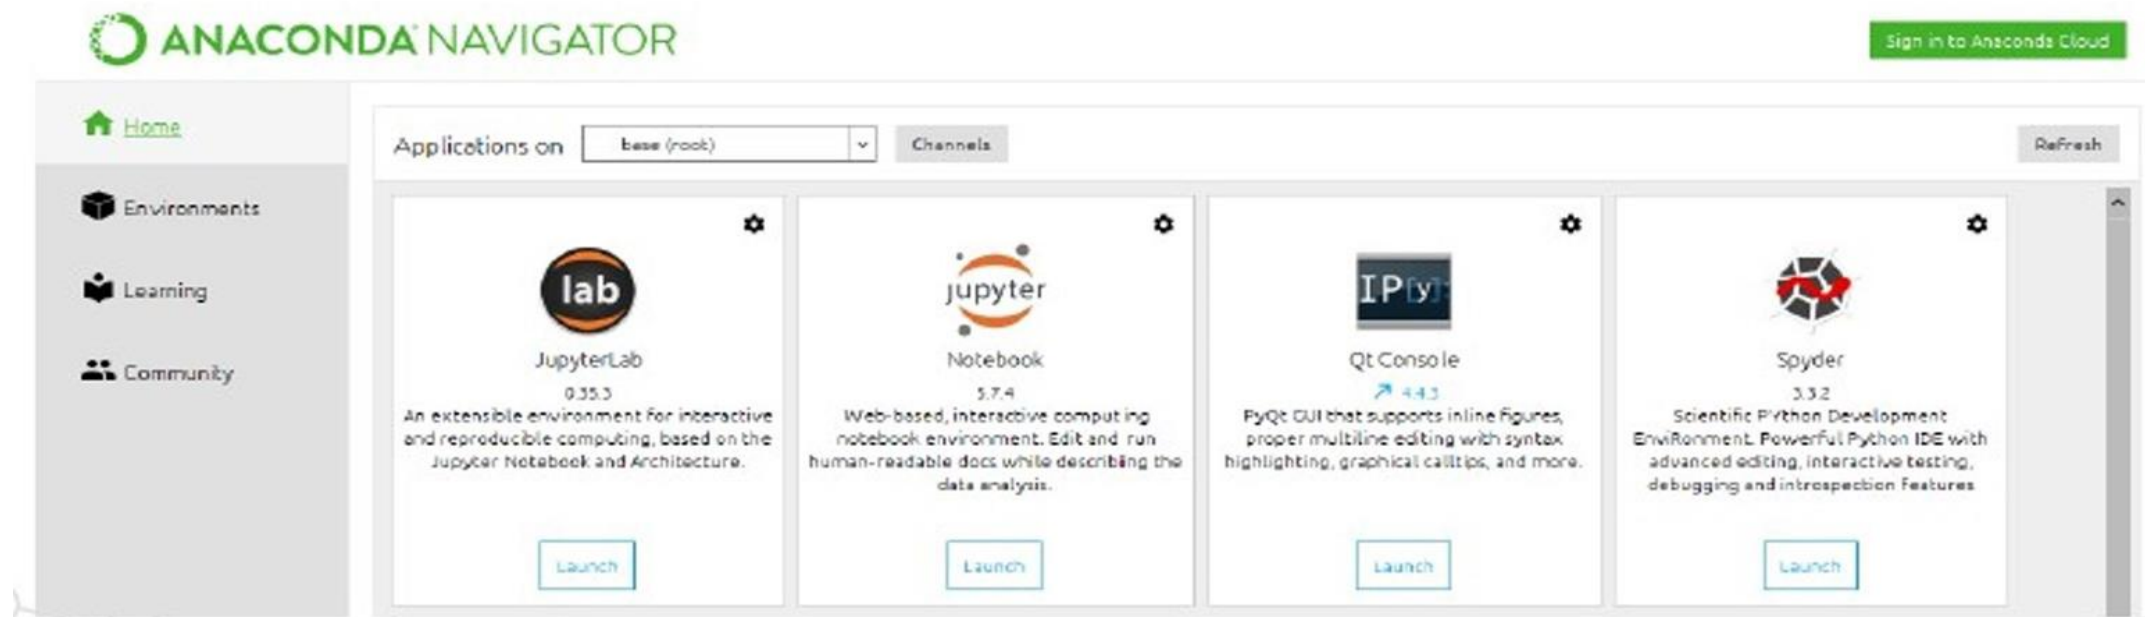 ANACONDA NAVIGATOR
Sign in to Anaconda Cloud
Home
Environments
Learning
Community
Applications on
base (root)
Channels
Refresh
lab
JupyterLab
0.35.3
An extensible environment for interactive
and reproducible computing, based on the
Jupyter Notebook and Architecture.
Launch
jupyter
Notebook
5.7.4
Web-based, interactive computing
notebook environment. Edit and run
human-readable docs while describing the
data analysis.
Launch
IP[y]:
Qt Console
4.4.3
PyQt GUI that supports inline figures,
proper multiline editing with syntax
highlighting, graphical calltips, and more.
Launch
Spyder
3.3.2
Scientific PYthon Development
EnviRonment. Powerful Python IDE with
advanced editing, interactive testing,
debugging and introspection features
Launch